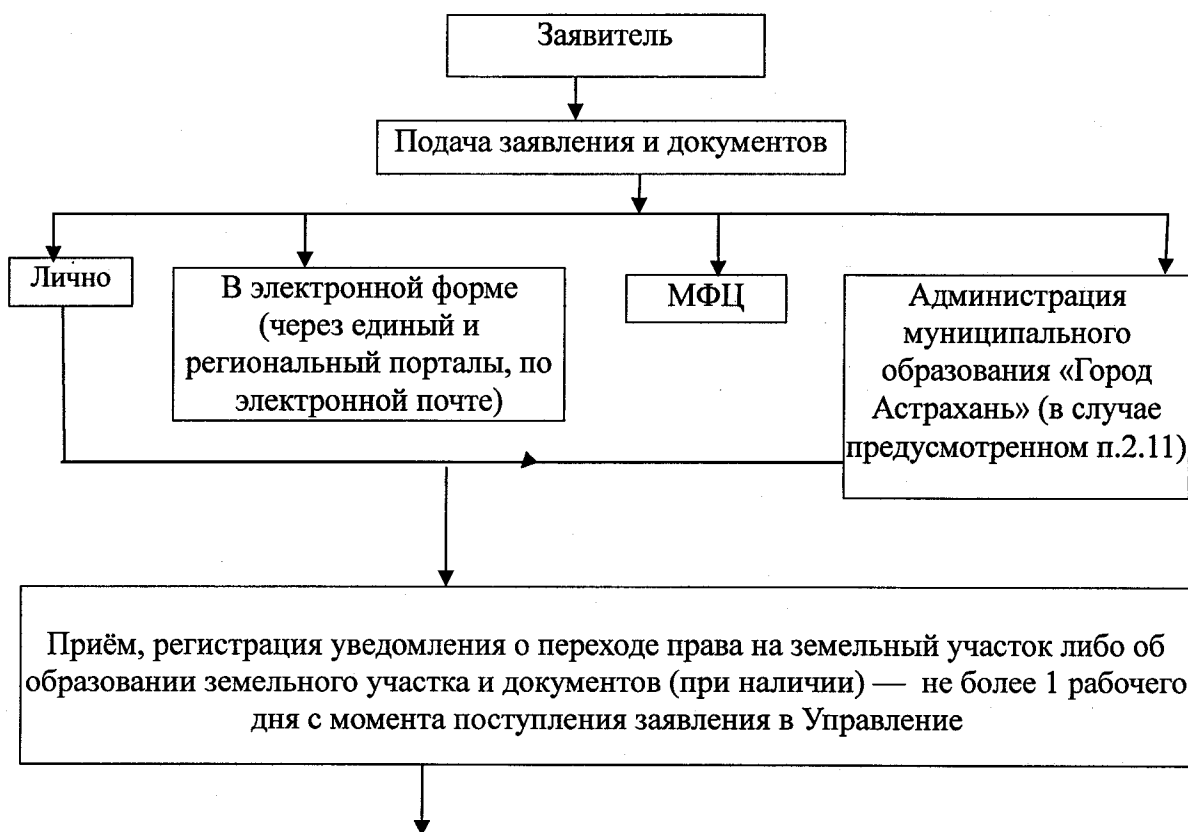 Заявитель
Подача заявления и документов
Лично
В электронной форме
(через единый и
региональный порталы, по
электронной почте)
МФЦ
Администрация
муниципального
образования «Город
Астрахань» (в случае
предусмотренном п.2.11)
Приём, регистрация уведомления о переходе права на земельный участок либо об
образовании земельного участка и документов (при наличии) — не более 1 рабочего
дня с момента поступления заявления в Управление